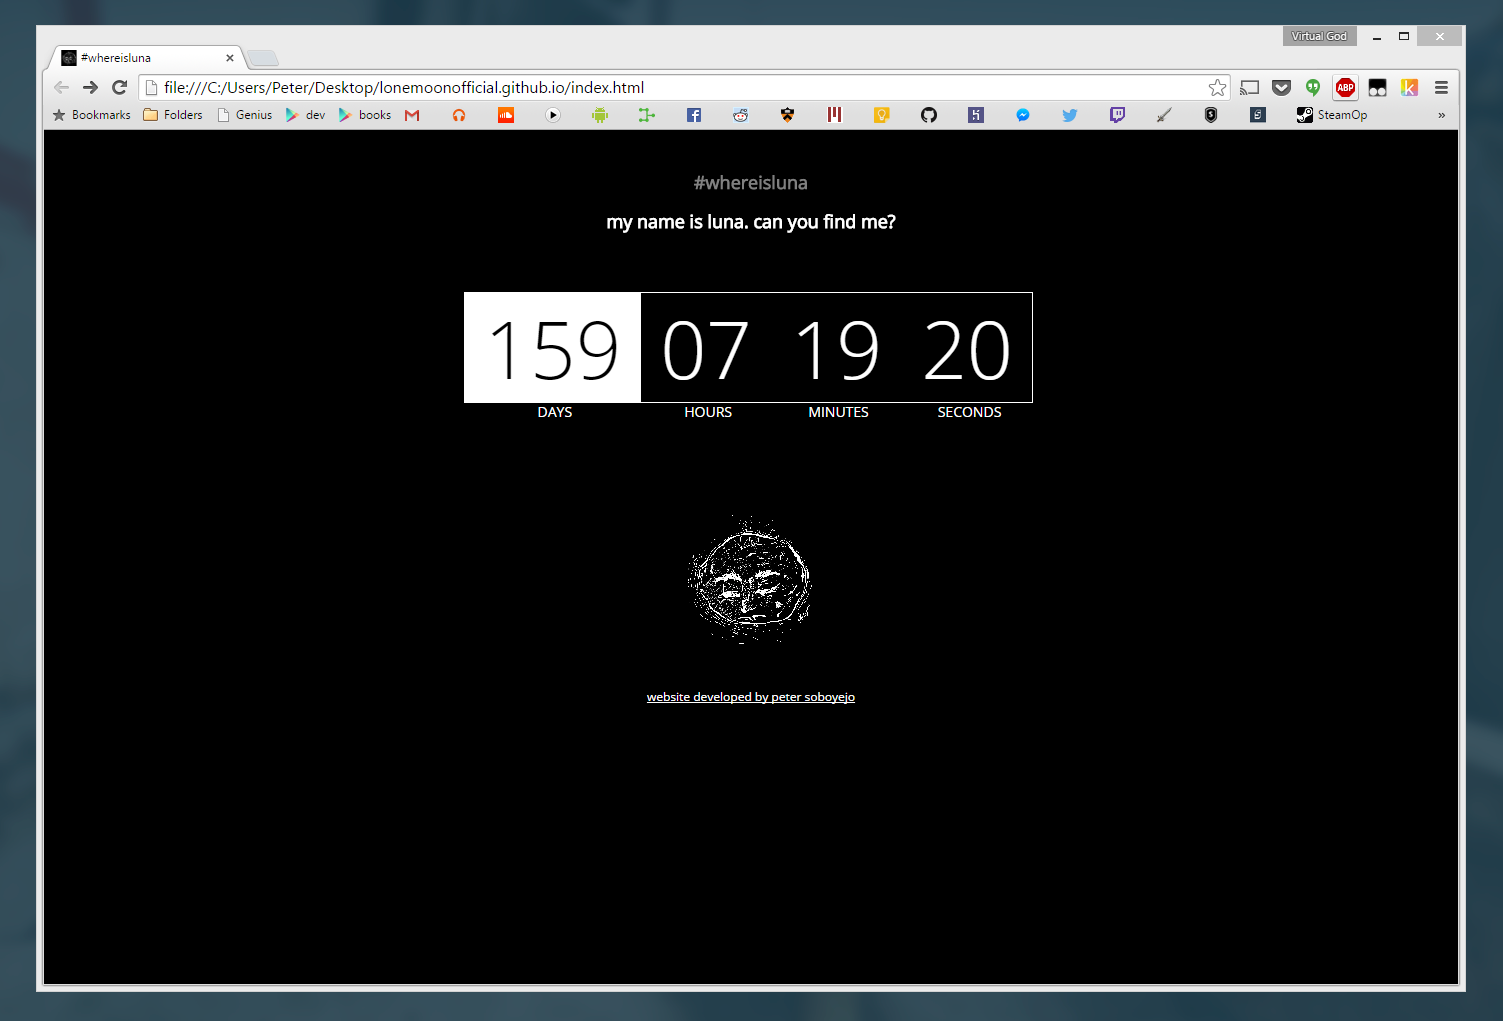 Virtual God
#whereisluna
file:///C:/Users/Peter/Desktop/lonemoonofficial.github.io/index.html
ABP
Bookmarks Folders Genius dev books SteamOp »
#whereisluna
my name is luna. can you find me?
159 07 19 20
DAYS HOURS MINUTES SECONDS
website developed by peter soboyejo